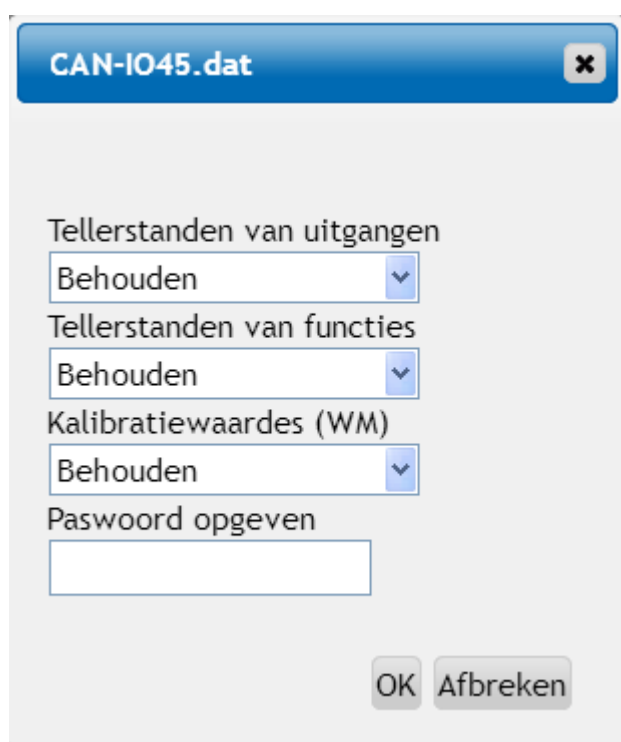 CAN-IO45.dat
Tellerstanden van uitgangen
Behouden
Tellerstanden van functies
Behouden
Kalibratiewaardes (WM)
Behouden
Paswoord opgeven
OK Afbreken